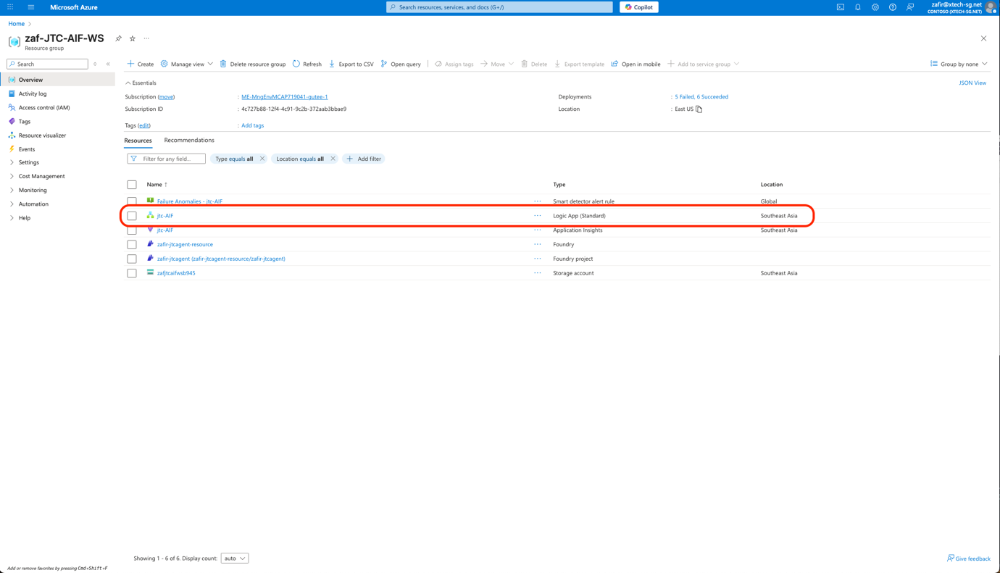 Microsoft Azure
Search resources, services, and docs (G+/)
Copilot
zafir@xtech-sg.net
CONTOSO (XTECH-SG.NET)
Home
zaf-JTC-AIF-WS
Resource group
Search
Overview
Activity log
Access control (IAM)
Tags
Resource visualizer
Events
Settings
Cost Management
Monitoring
Automation
Help
Create
Manage view
Delete resource group
Refresh
Export to CSV
Open query
Assign tags
Move
Delete
Export template
Open in mobile
Add to service group
Group by none
Essentials
JSON View
Subscription (move) : ME-MngEnvMCAP719041-gutee-1
Deployments : 5 Failed, 6 Succeeded
Subscription ID : 4c727b88-12f4-4c91-9c2b-372aab3bbae9
Location : East US
Tags (edit) : Add tags
Resources Recommendations
Filter for any field...
Type equals all
Location equals all
Add filter
Name ↑ Type Location
Failure Anomalies - jtc-AIF ... Smart detector alert rule Global
jtc-AIF ... Logic App (Standard) Southeast Asia
jtc-AIF ... Application Insights Southeast Asia
zafir-jtcagent-resource ... Foundry
zafir-jtcagent (zafir-jtcagent-resource/zafir-jtcagent) ... Foundry project
zafjtcaifwsb945 ... Storage account Southeast Asia
Showing 1 - 6 of 6. Display count: auto
Give feedback
Add or remove favorites by pressing Cmd+Shift+F